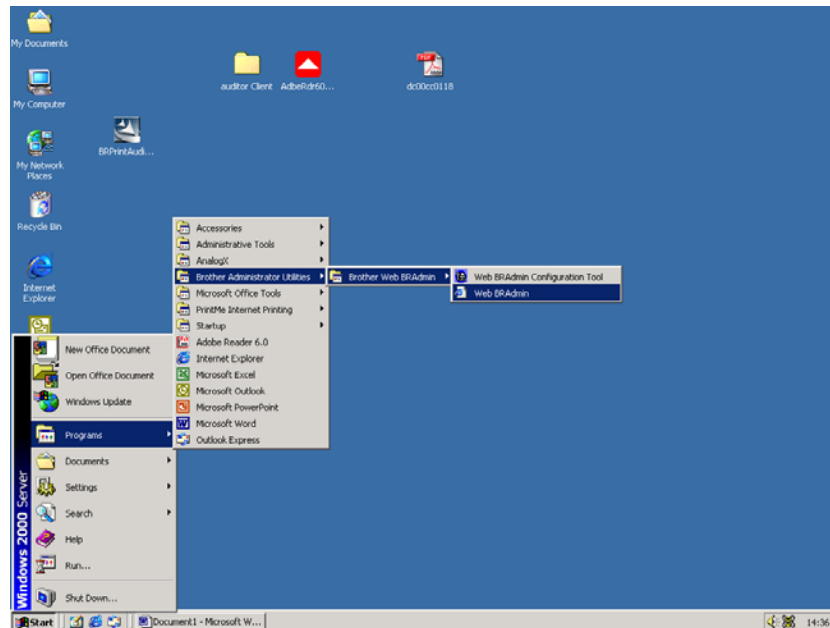 My Documents
auditor Client
AdbeRdr60...
dc00cc0118
My Computer
BRPrintAudi...
My Network
Places
Recycle Bin
Internet
Explorer
Accessories
Administrative Tools
AnalogX
Brother Administrator Utilities
Microsoft Office Tools
PrintMe Internet Printing
Startup
Adobe Reader 6.0
Internet Explorer
Microsoft Excel
Microsoft Outlook
Microsoft PowerPoint
Microsoft Word
Outlook Express
Brother Web BRAdmin
Web BRAdmin Configuration Tool
Web BRAdmin
New Office Document
Open Office Document
Windows Update
Programs
Documents
Settings
Search
Help
Run...
Shut Down...
Windows 2000 Server
Start
Document1 - Microsoft W...
14:36